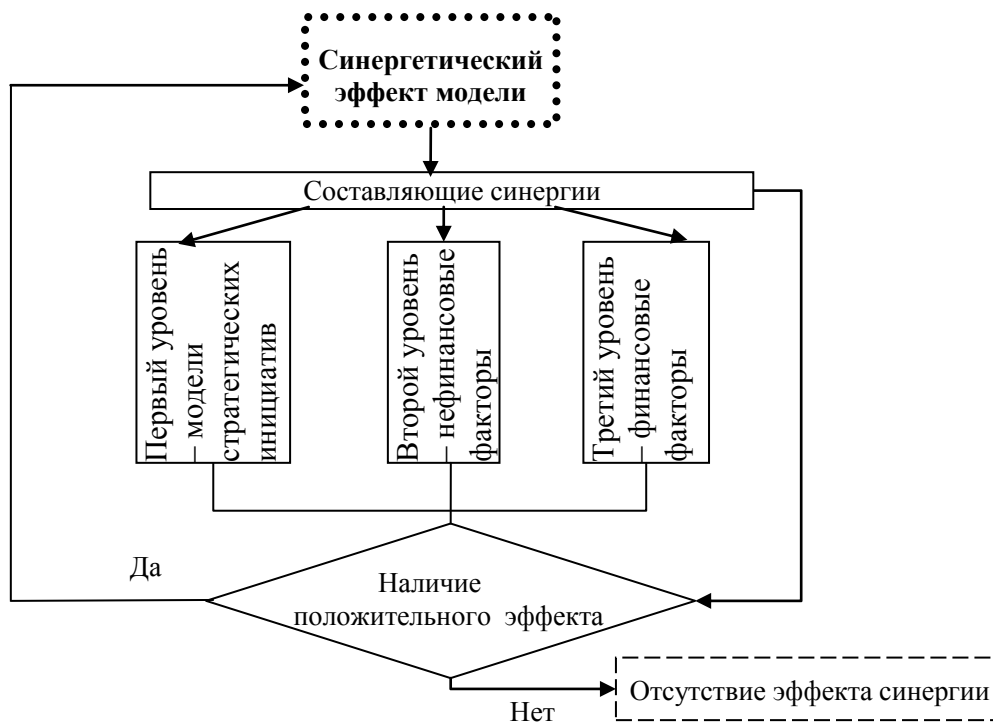 Синергетический
эффект модели
Составляющие синергии
Первый уровень
– модели
стратегических
инициатив
Второй уровень
– нефинансовые
факторы
Третий уровень
– финансовые
факторы
Да
Наличие
положительного эффекта
Нет
Отсутствие эффекта синергии